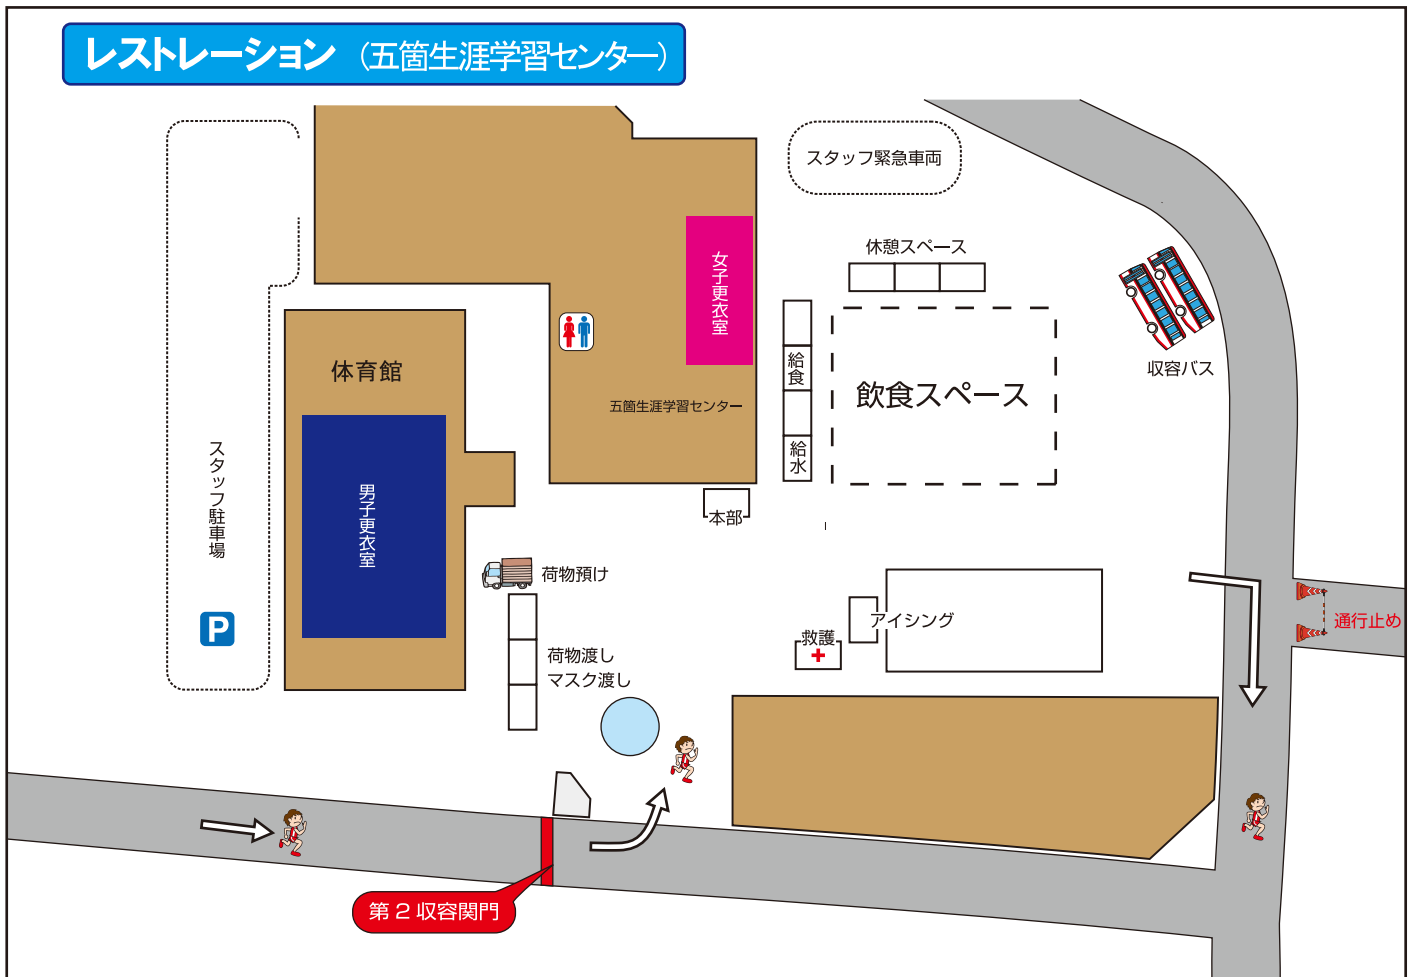 レストレーション（五箇生涯学習センター）
スタッフ緊急車両
休憩スペース
女子更衣室
給食
給水
飲食スペース
収容バス
体育館
五箇生涯学習センター
スタッフ駐車場
男子更衣室
本部
荷物預け
アイシング
救護
通行止め
P
荷物渡し
マスク渡し
第2収容関門